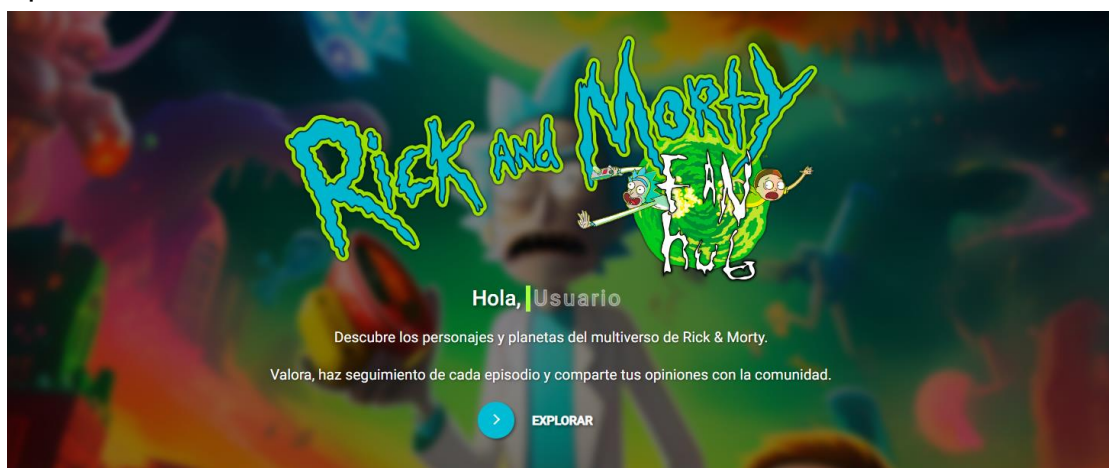 Rick and Morty
FAN
hub
Hola, Usuario
Descubre los personajes y planetas del multiverso de Rick & Morty.
Valora, haz seguimiento de cada episodio y comparte tus opiniones con la comunidad.
EXPLORAR